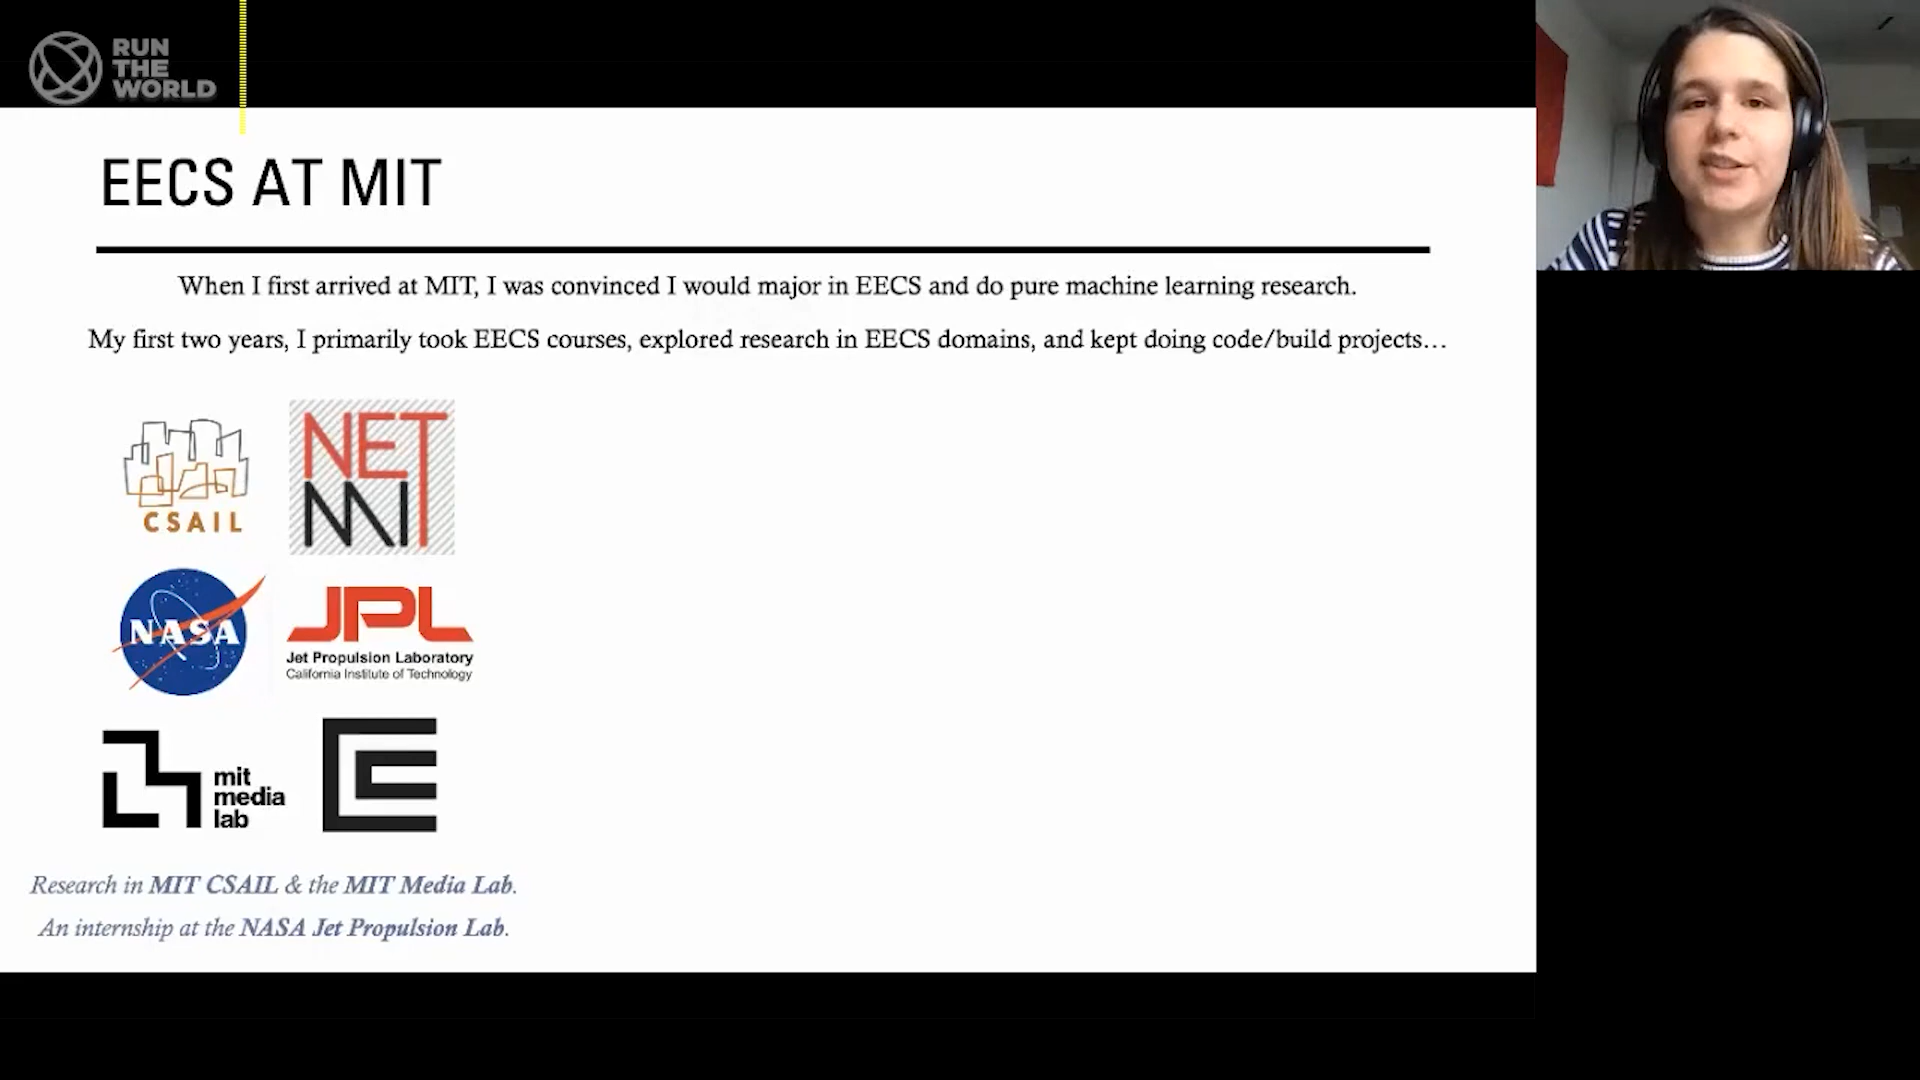 RUN
THE
WORLD
EECS AT MIT
When I first arrived at MIT, I was convinced I would major in EECS and do pure machine learning research.
My first two years, I primarily took EECS courses, explored research in EECS domains, and kept doing code/build projects…
CSAIL
NET
MIT
NASA
JPL
Jet Propulsion Laboratory
California Institute of Technology
mit
media
lab
Research in MIT CSAIL & the MIT Media Lab.
An internship at the NASA Jet Propulsion Lab.